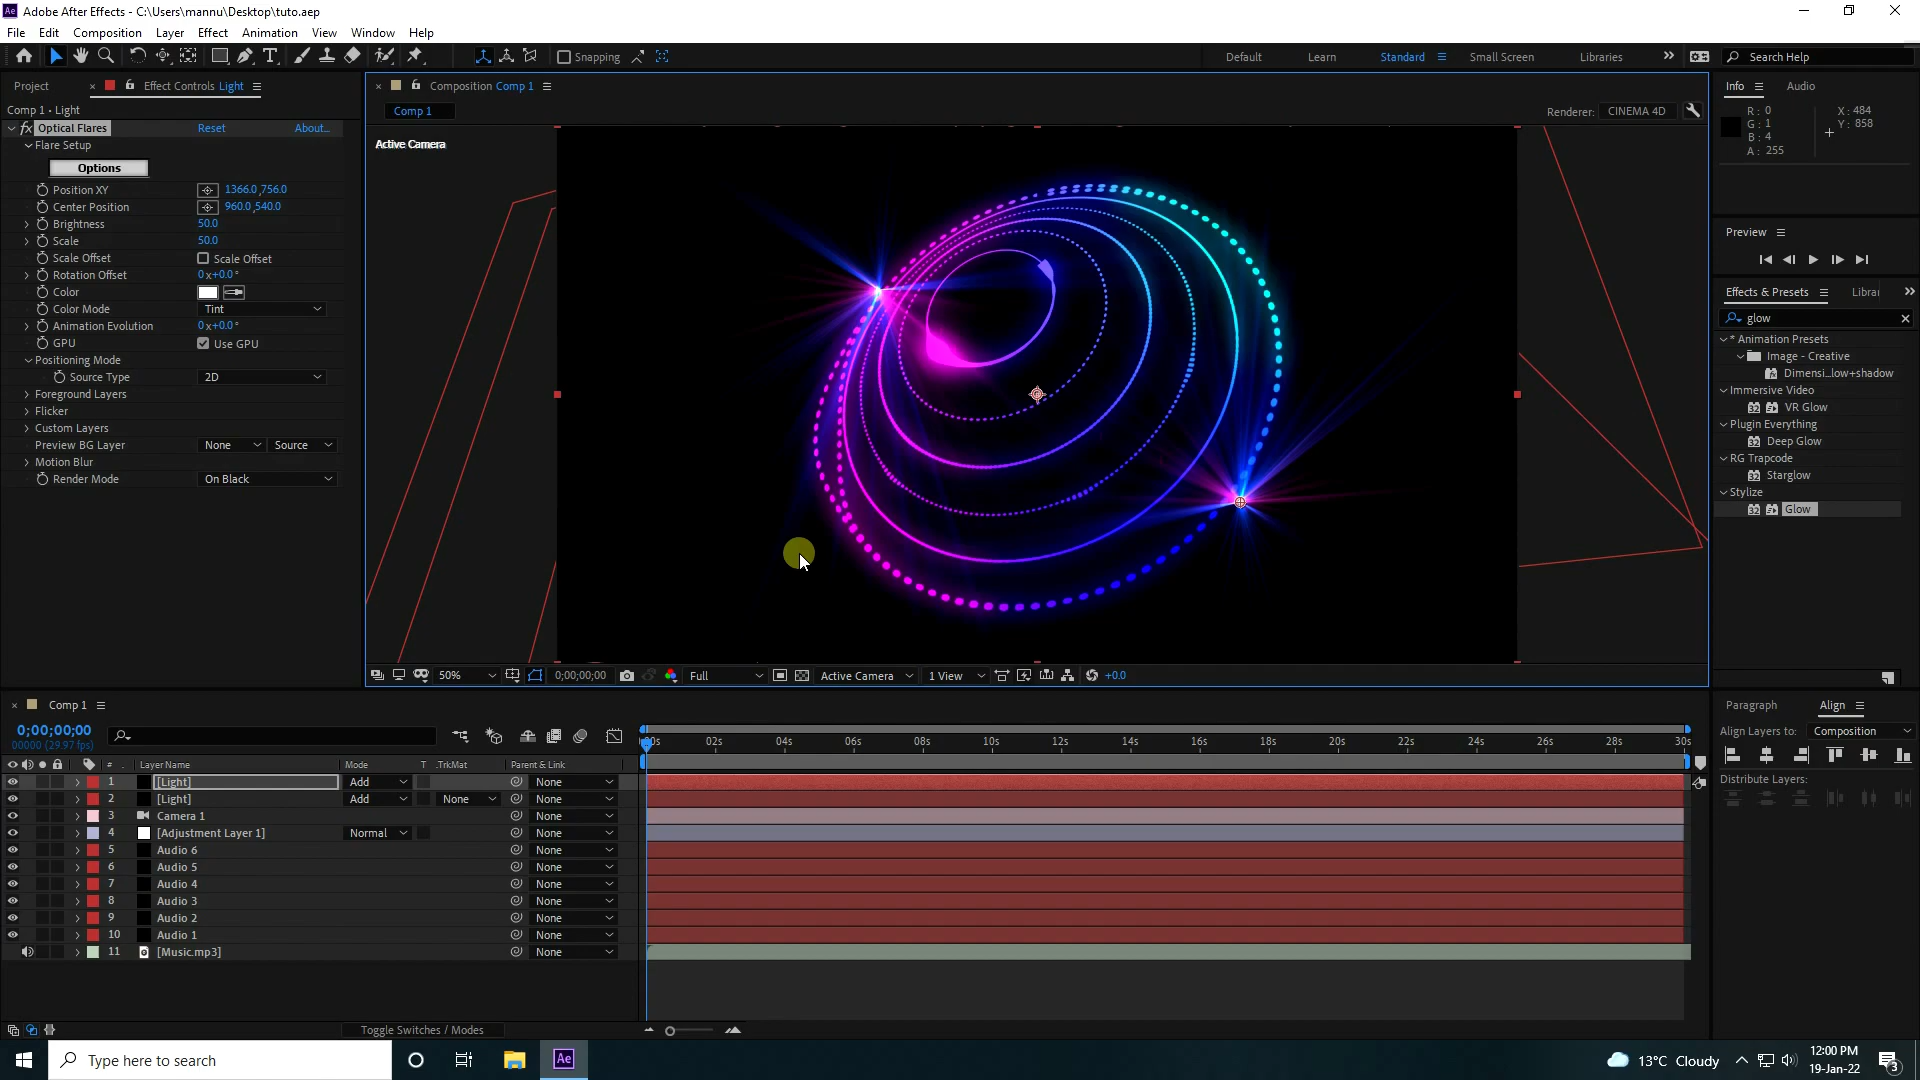 Ae Adobe After Effects - C:\Users\mannu\Desktop\tuto.aep
File Edit Composition Layer Effect Animation View Window Help
Snapping Default Learn Standard Small Screen Libraries Search Help
Project Effect Controls Light
Comp 1 • Light
fx Optical Flares Reset About...
Flare Setup
Options
Position XY 1366.0,756.0
Center Position 960.0,540.0
Brightness 50.0
Scale 50.0
Scale Offset Scale Offset
Rotation Offset 0x+0.0°
Color
Color Mode Tint
Animation Evolution 0x+0.0°
GPU Use GPU
Positioning Mode
Source Type 2D
Foreground Layers
Flicker
Custom Layers
Preview BG Layer None Source
Motion Blur
Render Mode On Black
Composition Comp 1
Comp 1
Renderer: CINEMA 4D
Active Camera
50% 0;00;00;00 Full Active Camera 1 View +0.0
Info Audio
R: 0 X: 484
G: 1 Y: 858
B: 4
A: 255
Preview
Effects & Presets Librar
glow
* Animation Presets
Image - Creative
Dimensi...low+shadow
Immersive Video
VR Glow
Plugin Everything
Deep Glow
RG Trapcode
Starglow
Stylize
Glow
Comp 1
0;00;00;00
00000 (29.97 fps)
:00s 02s 04s 06s 08s 10s 12s 14s 16s 18s 20s 22s 24s 26s 28s 30s
# Layer Name Mode T .TrkMat Parent & Link
1 [Light] Add None
2 [Light] Add None None
3 Camera 1 None
4 [Adjustment Layer 1] Normal None
5 Audio 6 None
6 Audio 5 None
7 Audio 4 None
8 Audio 3 None
9 Audio 2 None
10 Audio 1 None
11 [Music.mp3] None
Toggle Switches / Modes
Paragraph Align
Align Layers to: Composition
Distribute Layers:
Type here to search Ae 13°C Cloudy 12:00 PM
19-Jan-22 3